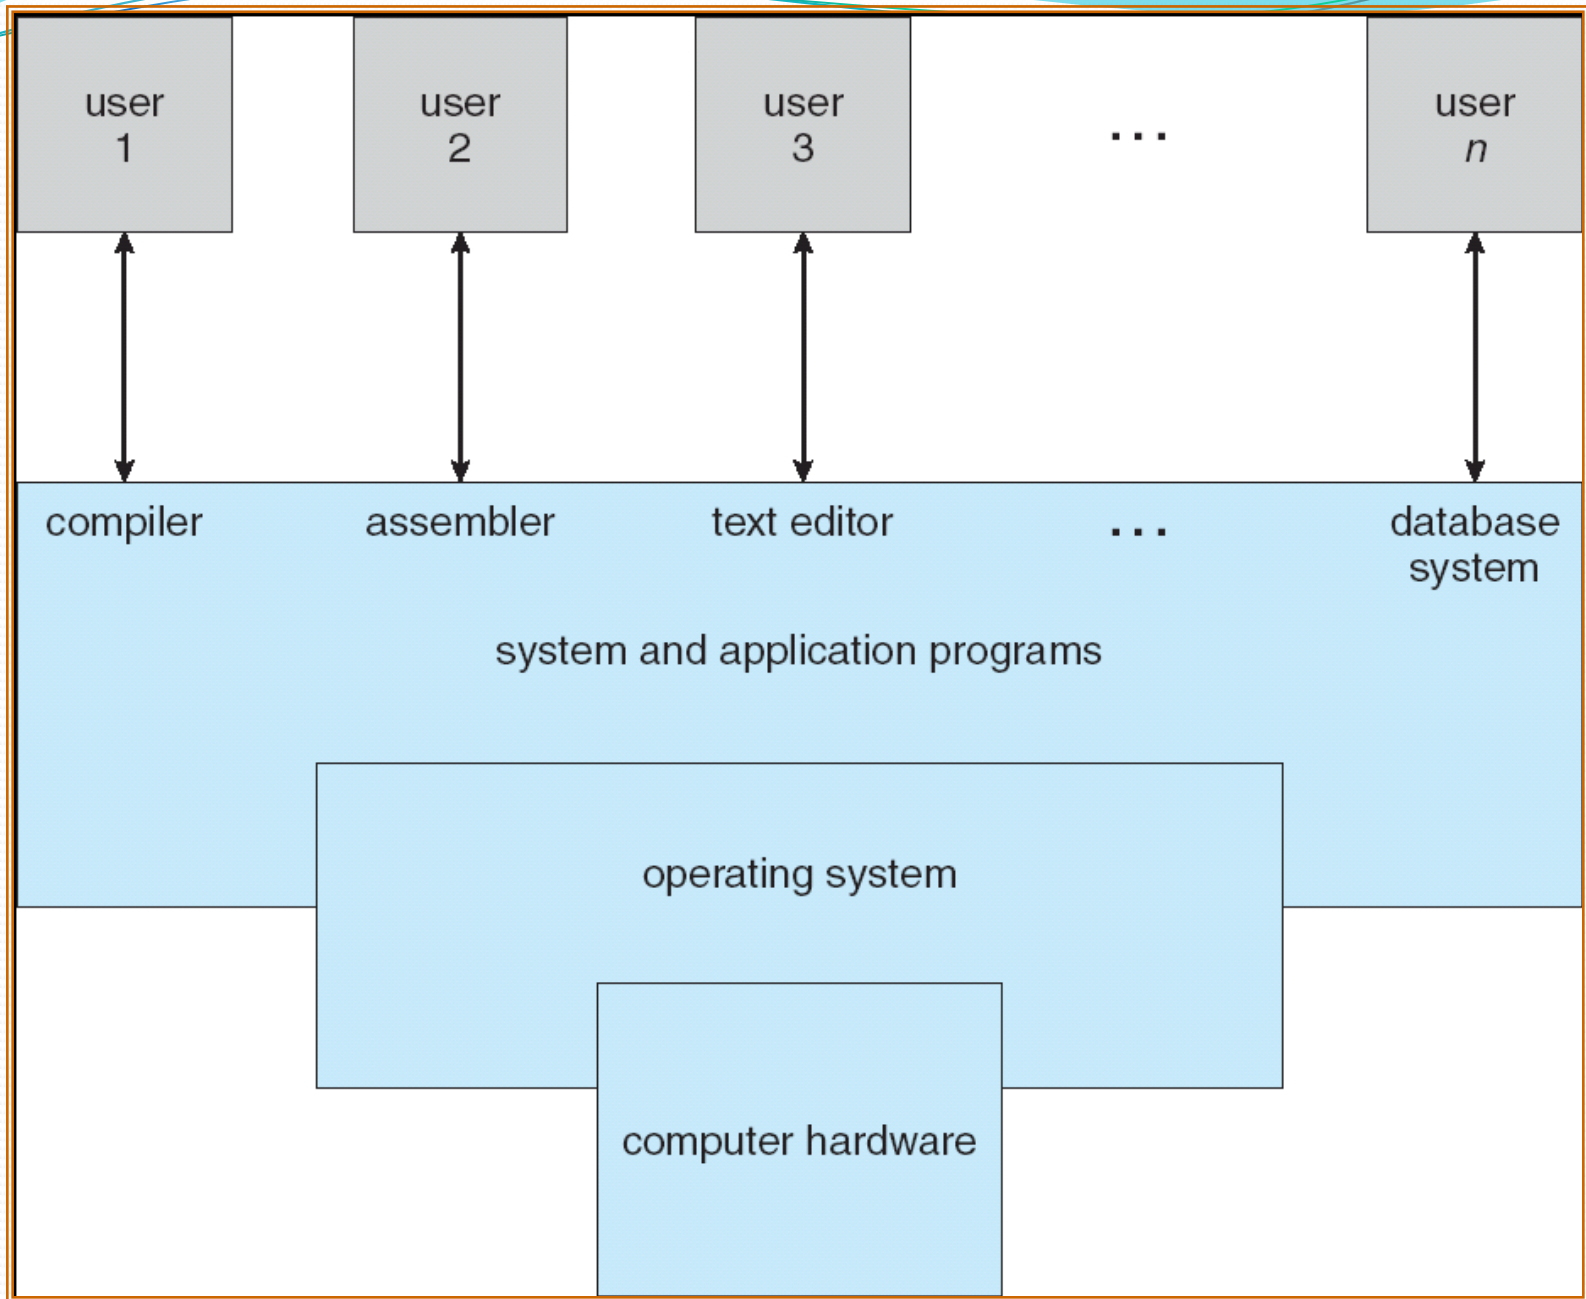 user
1
user
2
user
3
...
user
n
compiler
assembler
text editor
...
database
system
system and application programs
operating system
computer hardware